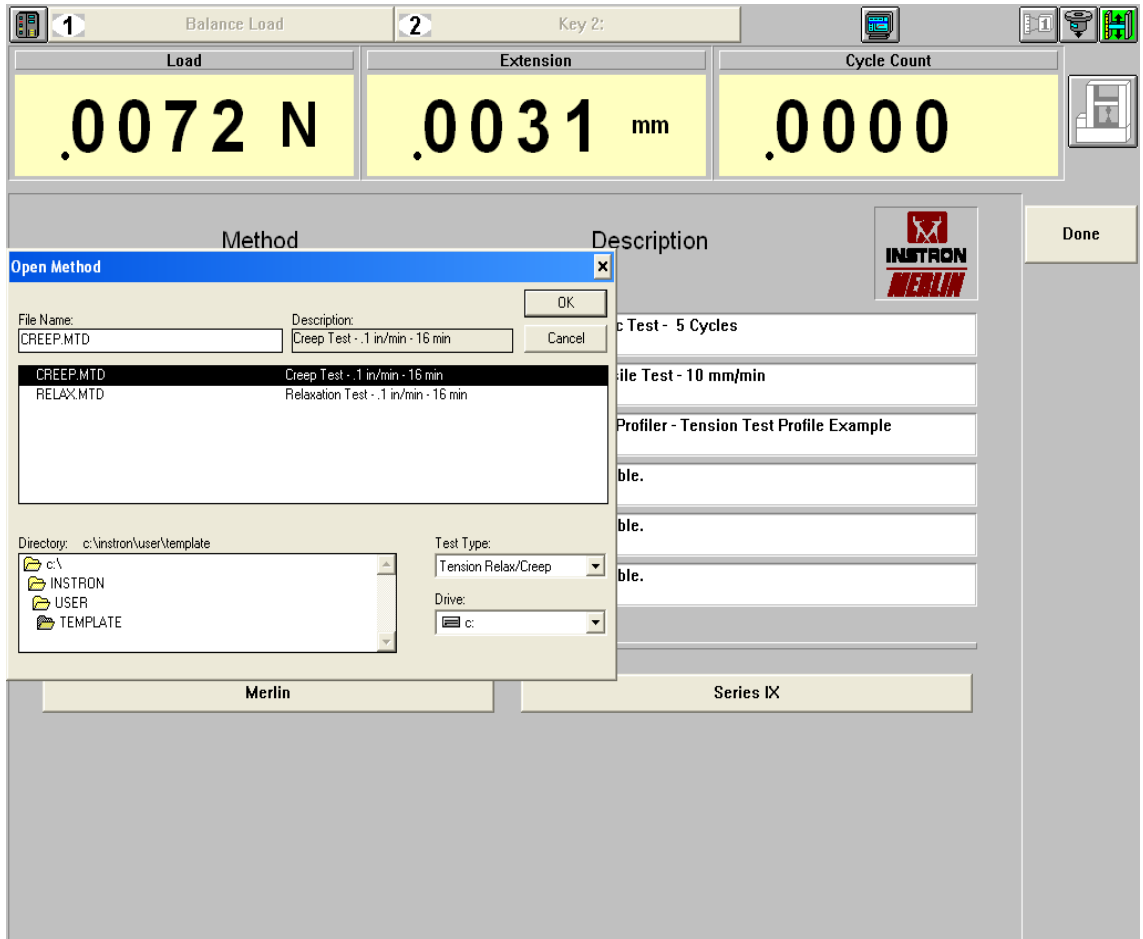 1 Balance Load 2 Key 2: 1
Load Extension Cycle Count
.0072 N .0031 mm .0000
Method Description
INSTRON
MERLIN
Done
Open Method
OK
File Name: Description:
CREEP.MTD Creep Test - .1 in/min - 16 min Cancel
c Test - 5 Cycles
CREEP.MTD Creep Test - .1 in/min - 16 min
RELAX.MTD Relaxation Test - .1 in/min - 16 min
ile Test - 10 mm/min
Profiler - Tension Test Profile Example
ble.
ble.
ble.
Directory: c:\instron\user\template Test Type:
c:\ Tension Relax/Creep
INSTRON
USER Drive:
TEMPLATE c:
Merlin Series IX